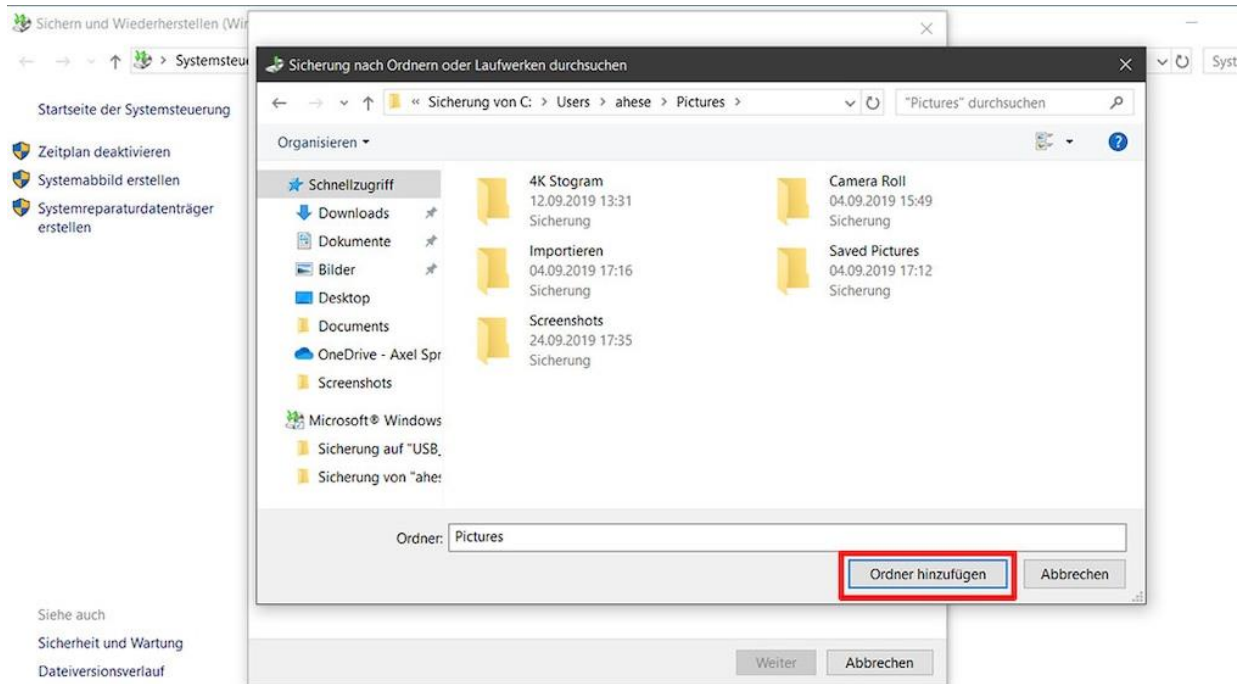 Sichern und Wiederherstellen (Wir
Systemsteu
Syst
Startseite der Systemsteuerung
Zeitplan deaktivieren
Systemabbild erstellen
Systemreparaturdatenträger
erstellen
Siehe auch
Sicherheit und Wartung
Dateiversionsverlauf
Sicherung nach Ordnern oder Laufwerken durchsuchen
« Sicherung von C: > Users > ahese > Pictures >
"Pictures" durchsuchen
Organisieren
Schnellzugriff
Downloads
Dokumente
Bilder
Desktop
Documents
OneDrive - Axel Spr
Screenshots
Microsoft® Windows
Sicherung auf "USB_
Sicherung von "ahes
4K Stogram
12.09.2019 13:31
Sicherung
Camera Roll
04.09.2019 15:49
Sicherung
Importieren
04.09.2019 17:16
Sicherung
Saved Pictures
04.09.2019 17:12
Sicherung
Screenshots
24.09.2019 17:35
Sicherung
Ordner: Pictures
Ordner hinzufügen
Abbrechen
Weiter
Abbrechen